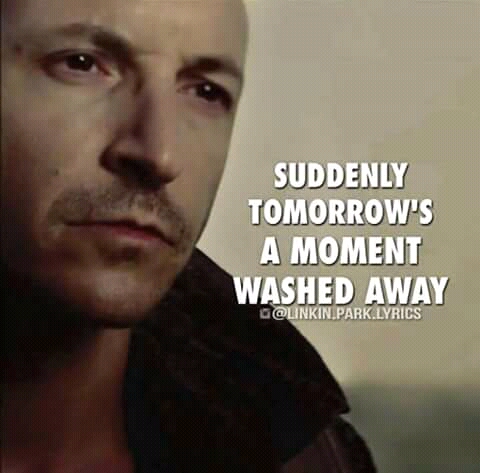 SUDDENLY
TOMORROW'S
A MOMENT
WASHED AWAY
@LINKIN.PARK.LYRICS